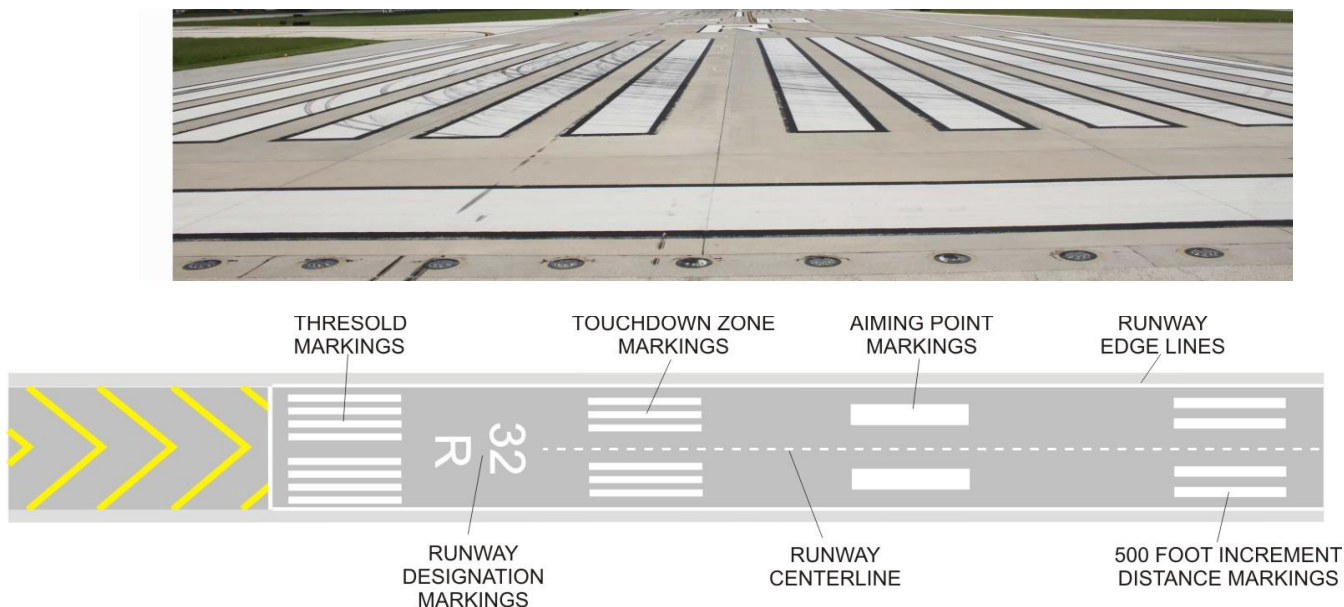 THRESOLD
MARKINGS
TOUCHDOWN ZONE
MARKINGS
AIMING POINT
MARKINGS
RUNWAY
EDGE LINES
32
R
RUNWAY
DESIGNATION
MARKINGS
RUNWAY
CENTERLINE
500 FOOT INCREMENT
DISTANCE MARKINGS